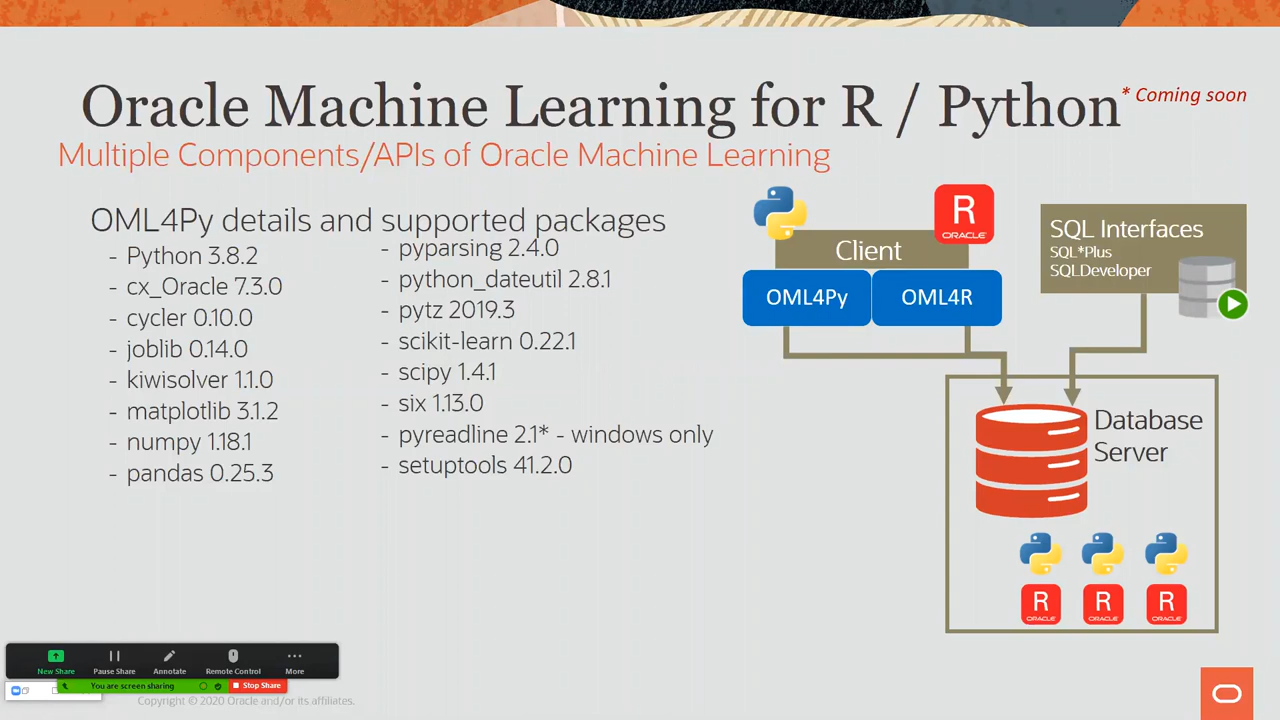 Oracle Machine Learning for R / Python
* Coming soon
Multiple Components/APIs of Oracle Machine Learning
OML4Py details and supported packages
- Python 3.8.2
- cx_Oracle 7.3.0
- cycler 0.10.0
- joblib 0.14.0
- kiwisolver 1.1.0
- matplotlib 3.1.2
- numpy 1.18.1
- pandas 0.25.3
- pyparsing 2.4.0
- python_dateutil 2.8.1
- pytz 2019.3
- scikit-learn 0.22.1
- scipy 1.4.1
- six 1.13.0
- pyreadline 2.1* - windows only
- setuptools 41.2.0
R
ORACLE
Client
OML4Py
OML4R
SQL Interfaces
SQL*Plus
SQLDeveloper
Database
Server
R
ORACLE
R
ORACLE
R
ORACLE
New Share
Pause Share
Annotate
Remote Control
More
You are screen sharing
Stop Share
Copyright © 2020 Oracle and/or its affiliates.